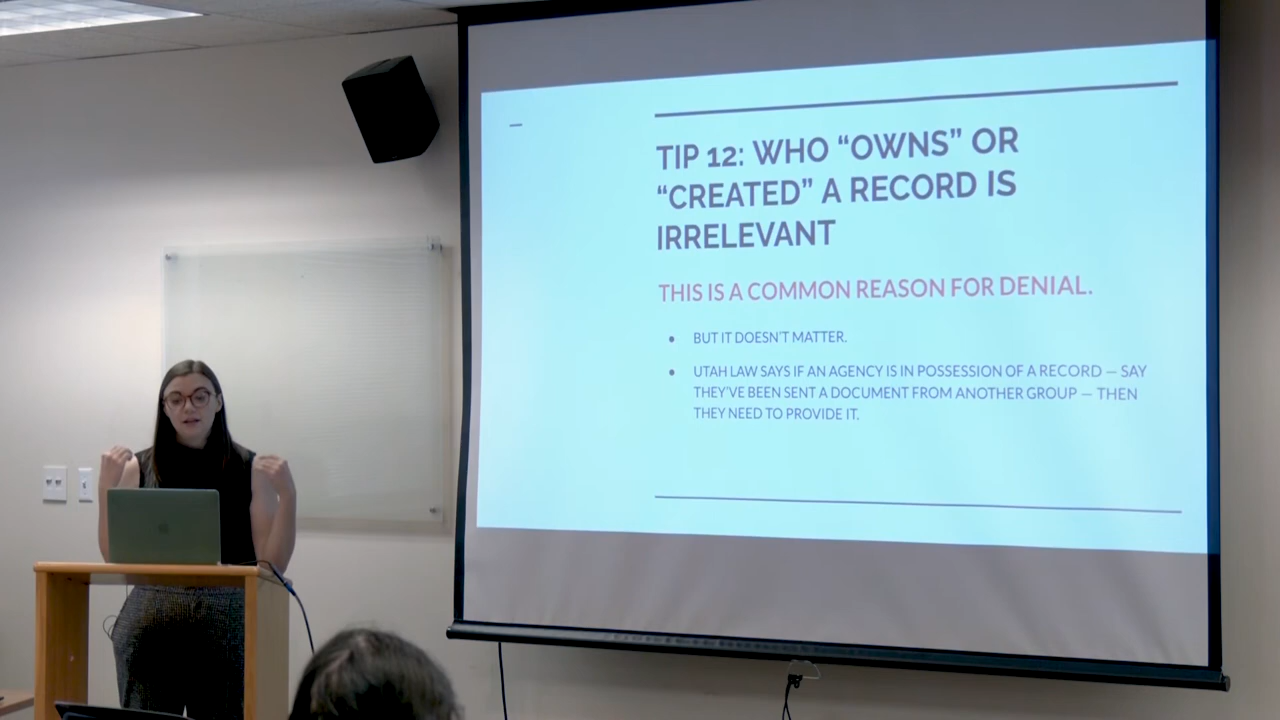 TIP 12: WHO “OWNS” OR
“CREATED” A RECORD IS
IRRELEVANT
THIS IS A COMMON REASON FOR DENIAL.
• BUT IT DOESN’T MATTER.
• UTAH LAW SAYS IF AN AGENCY IS IN POSSESSION OF A RECORD — SAY
THEY’VE BEEN SENT A DOCUMENT FROM ANOTHER GROUP — THEN
THEY NEED TO PROVIDE IT.